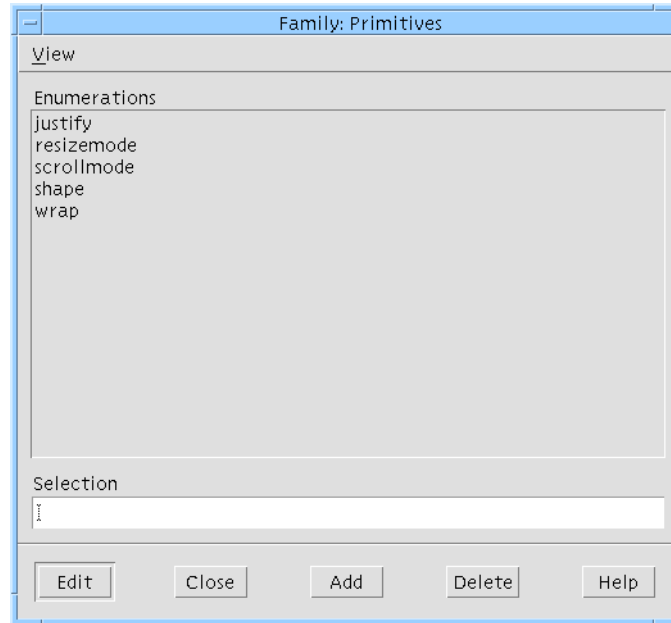 Family: Primitives
View
Enumerations
justify
resizemode
scrollmode
shape
wrap
Selection
Edit Close Add Delete Help